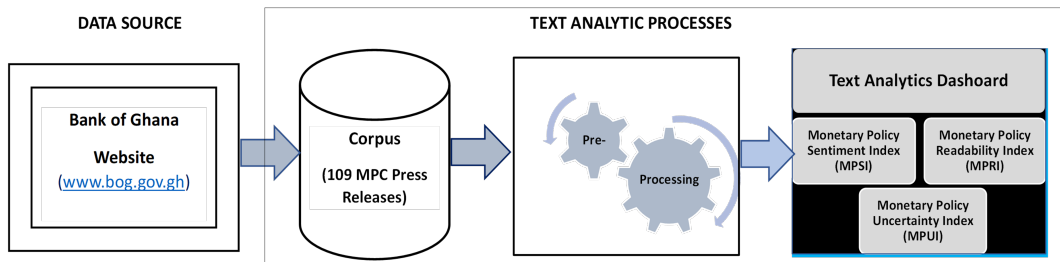 DATA SOURCE
TEXT ANALYTIC PROCESSES
Bank of Ghana
Website
(www.bog.gov.gh)
Corpus
(109 MPC Press
Releases)
Pre-
Processing
Text Analytics Dashoard
Monetary Policy
Sentiment Index
(MPSI)
Monetary Policy
Readability Index
(MPRI)
Monetary Policy
Uncertainty Index
(MPUI)